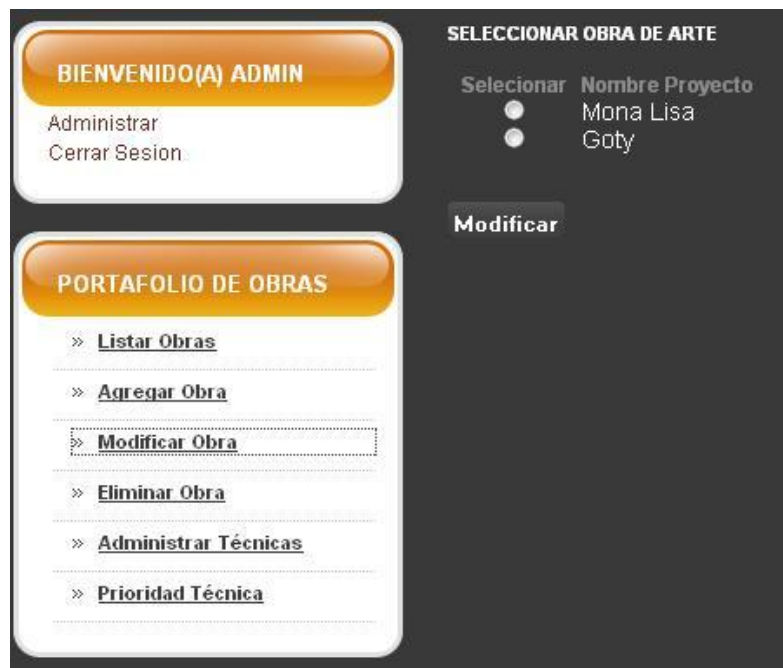 BIENVENIDO(A) ADMIN
Administrar
Cerrar Sesion
PORTAFOLIO DE OBRAS
» Listar Obras
» Agregar Obra
» Modificar Obra
» Eliminar Obra
» Administrar Técnicas
» Prioridad Técnica
SELECCIONAR OBRA DE ARTE
Selecionar Nombre Proyecto
Mona Lisa
Goty
Modificar